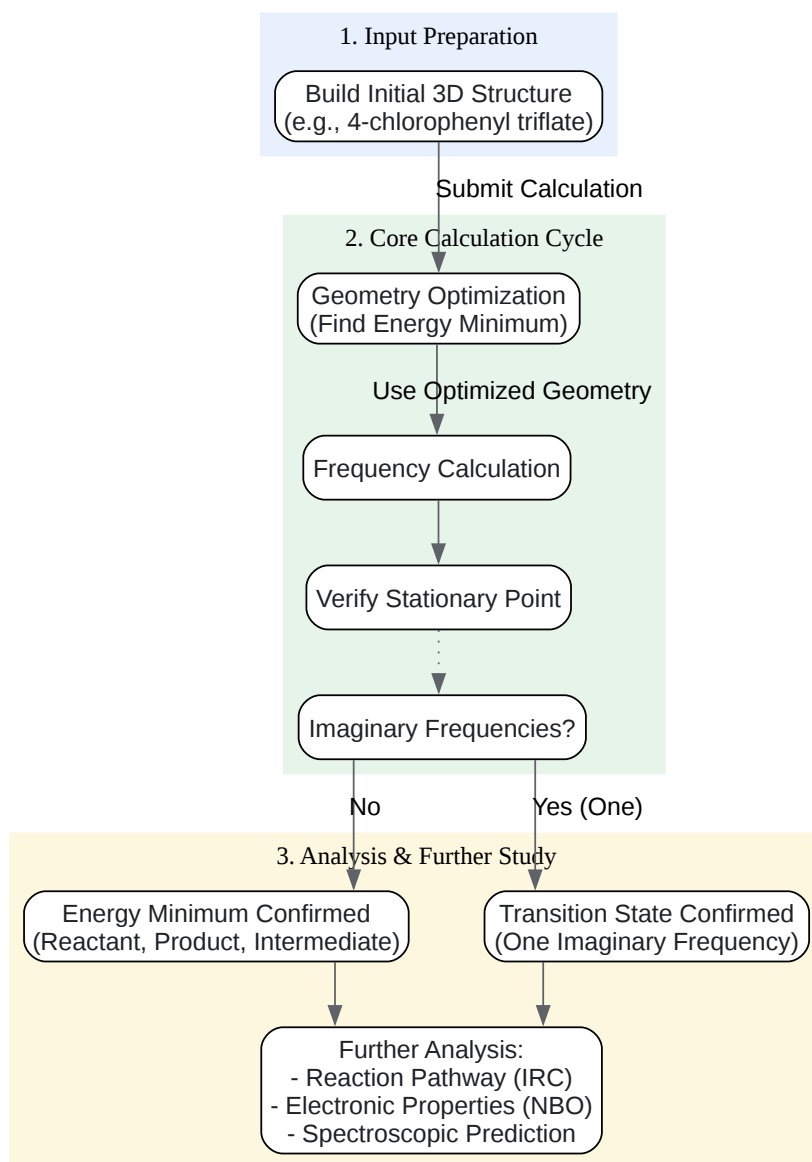 1. Input Preparation
Build Initial 3D Structure
(e.g., 4-chlorophenyl triflate)
Submit Calculation
2. Core Calculation Cycle
Geometry Optimization
(Find Energy Minimum)
Use Optimized Geometry
Frequency Calculation
Verify Stationary Point
Imaginary Frequencies?
No
Yes (One)
3. Analysis & Further Study
Energy Minimum Confirmed
(Reactant, Product, Intermediate)
Transition State Confirmed
(One Imaginary Frequency)
Further Analysis:
- Reaction Pathway (IRC)
- Electronic Properties (NBO)
- Spectroscopic Prediction